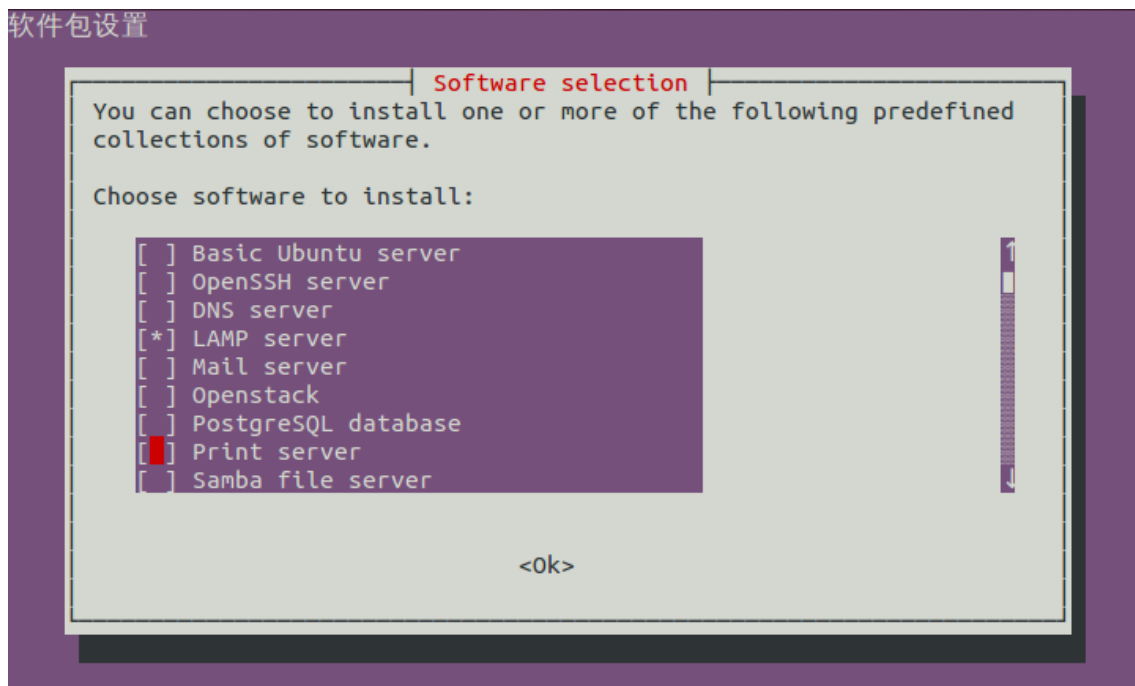 软件包设置
Software selection
You can choose to install one or more of the following predefined
collections of software.
Choose software to install:
[ ] Basic Ubuntu server
[ ] OpenSSH server
[ ] DNS server
[*] LAMP server
[ ] Mail server
[ ] Openstack
[ ] PostgreSQL database
[ ] Print server
[ ] Samba file server
<Ok>